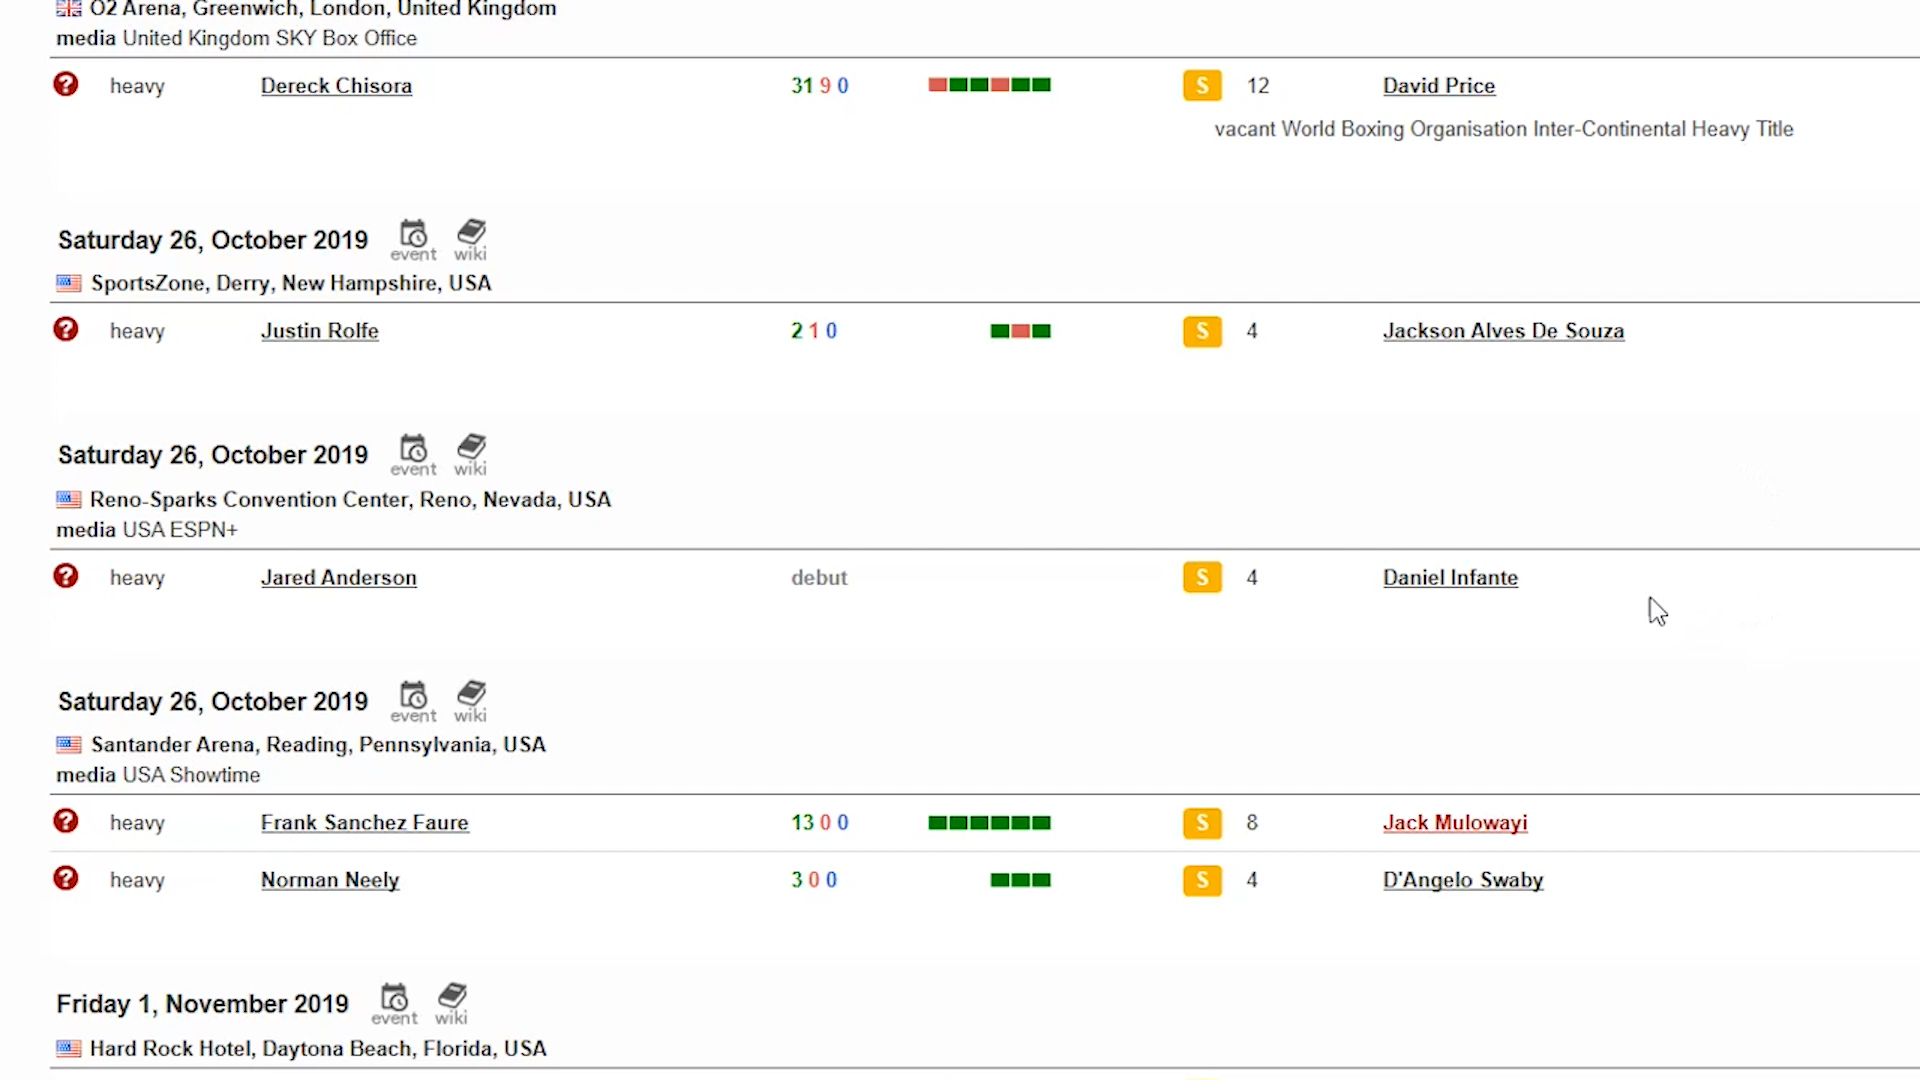 O2 Arena, Greenwich, London, United Kingdom
media United Kingdom SKY Box Office
? heavy Dereck Chisora 31 9 0 S 12 David Price
vacant World Boxing Organisation Inter-Continental Heavy Title
Saturday 26, October 2019 event wiki
SportsZone, Derry, New Hampshire, USA
? heavy Justin Rolfe 2 1 0 S 4 Jackson Alves De Souza
Saturday 26, October 2019 event wiki
Reno-Sparks Convention Center, Reno, Nevada, USA
media USA ESPN+
? heavy Jared Anderson debut S 4 Daniel Infante
Saturday 26, October 2019 event wiki
Santander Arena, Reading, Pennsylvania, USA
media USA Showtime
? heavy Frank Sanchez Faure 13 0 0 S 8 Jack Mulowayi
? heavy Norman Neely 3 0 0 S 4 D'Angelo Swaby
Friday 1, November 2019 event wiki
Hard Rock Hotel, Daytona Beach, Florida, USA